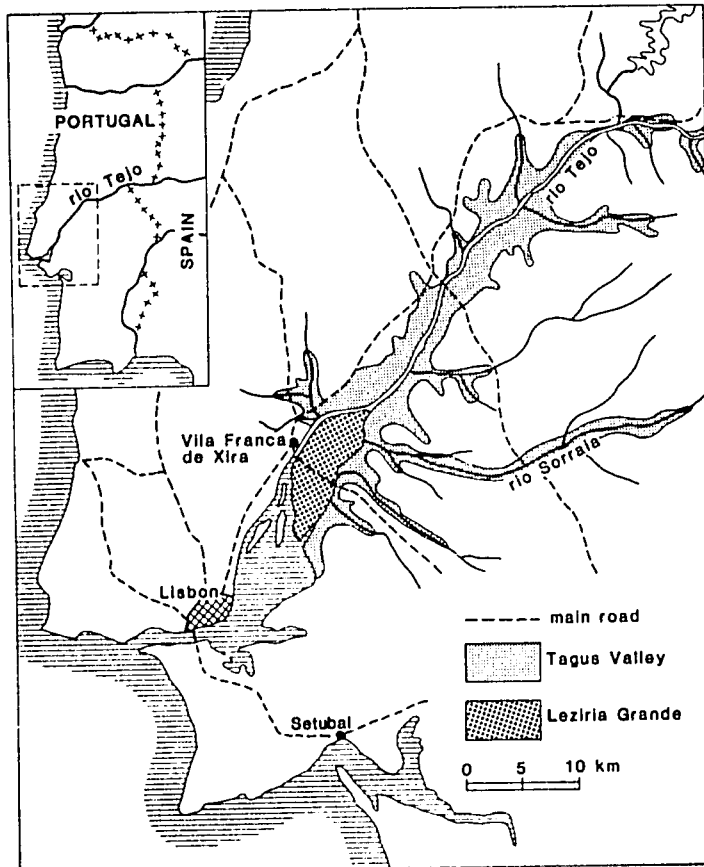 PORTUGAL
rio Tejo
SPAIN
rio Tejo
Vila Franca
de Xira
rio Sorraia
Lisbon
main road
Tagus Valley
Leziria Grande
Setubal
0 5 10 km